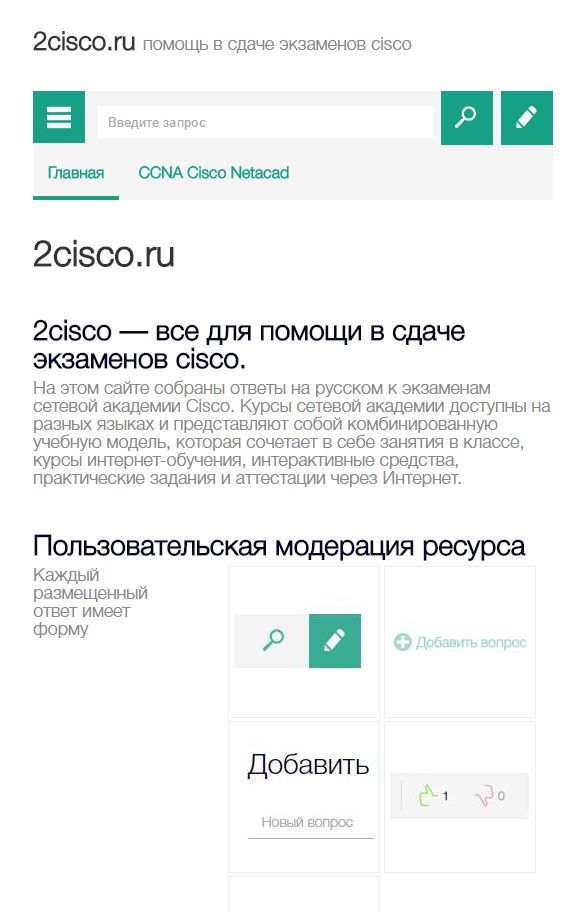 2cisco.ru помощь в сдаче экзаменов cisco
Введите запрос
Главная CCNA Cisco Netacad
2cisco.ru
2cisco — все для помощи в сдаче
экзаменов cisco.
На этом сайте собраны ответы на русском к экзаменам
сетевой академии Cisco. Курсы сетевой академии доступны на
разных языках и представляют собой комбинированную
учебную модель, которая сочетает в себе занятия в классе,
курсы интернет-обучения, интерактивные средства,
практические задания и аттестации через Интернет.
Пользовательская модерация ресурса
Каждый
размещенный
ответ имеет
форму
Добавить вопрос
Добавить
Новый вопрос
1 0